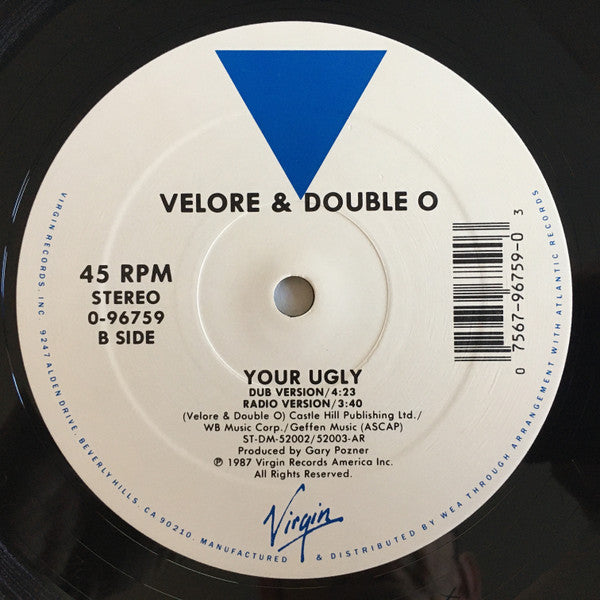 VELORE & DOUBLE O
45 RPM
STEREO
0-96759
B SIDE
0 7567-96759-0 3
YOUR UGLY
DUB VERSION/4:23
RADIO VERSION/3:40
(Velore & Double O) Castle Hill Publishing Ltd./
WB Music Corp./Geffen Music (ASCAP)
ST-DM-52002/52003-AR
Produced by Gary Pozner
℗ 1987 Virgin Records America Inc.
All Rights Reserved.
Virgin
VIRGIN RECORDS, INC. 9247 ALDEN DRIVE, BEVERLY HILLS, CA 90210. MANUFACTURED & DISTRIBUTED BY WEA THROUGH ARRANGEMENT WITH ATLANTIC RECORDS